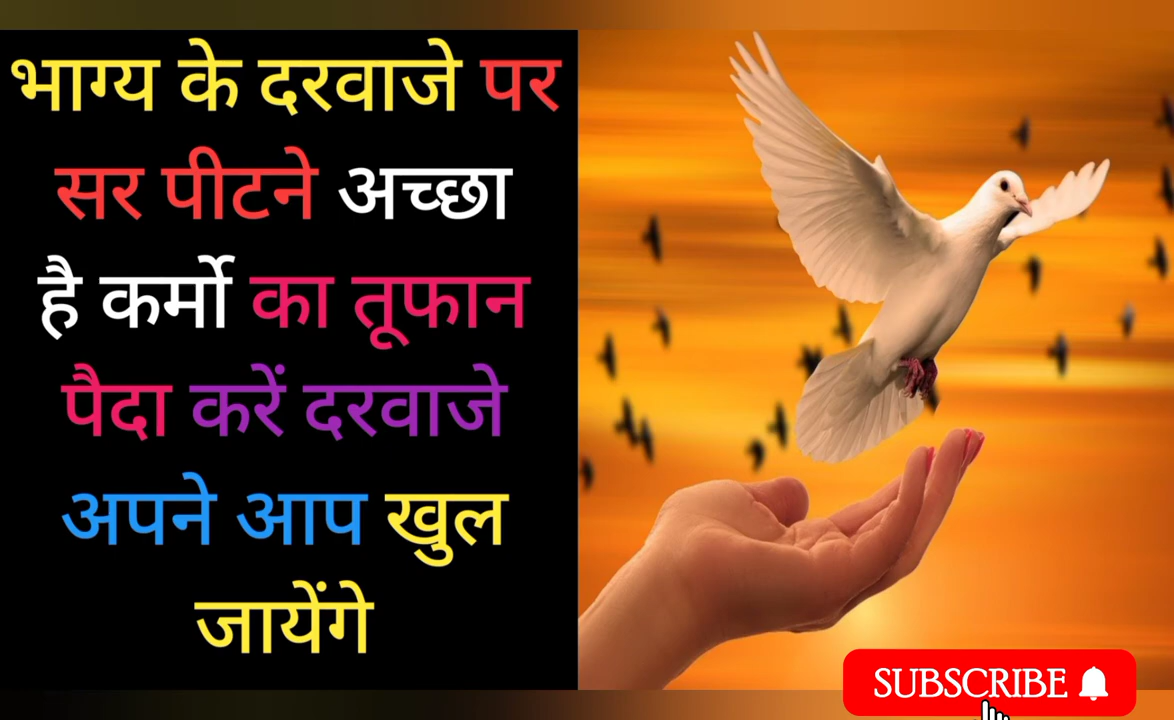 भाग्य के दरवाजे पर
सर पीटने अच्छा
है कर्मो का तूफान
पैदा करें दरवाजे
अपने आप खुल
जायेंगे
SUBSCRIBE